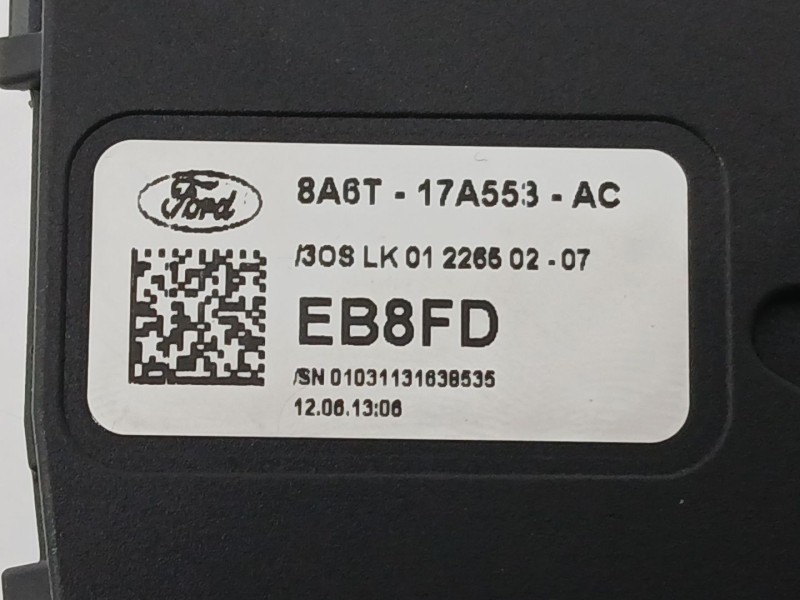 Ford
8A6T - 17A553 - AC
/3OS LK 01 2265 02 - 07
EB8FD
/SN 01031131638535
12.06.13:06